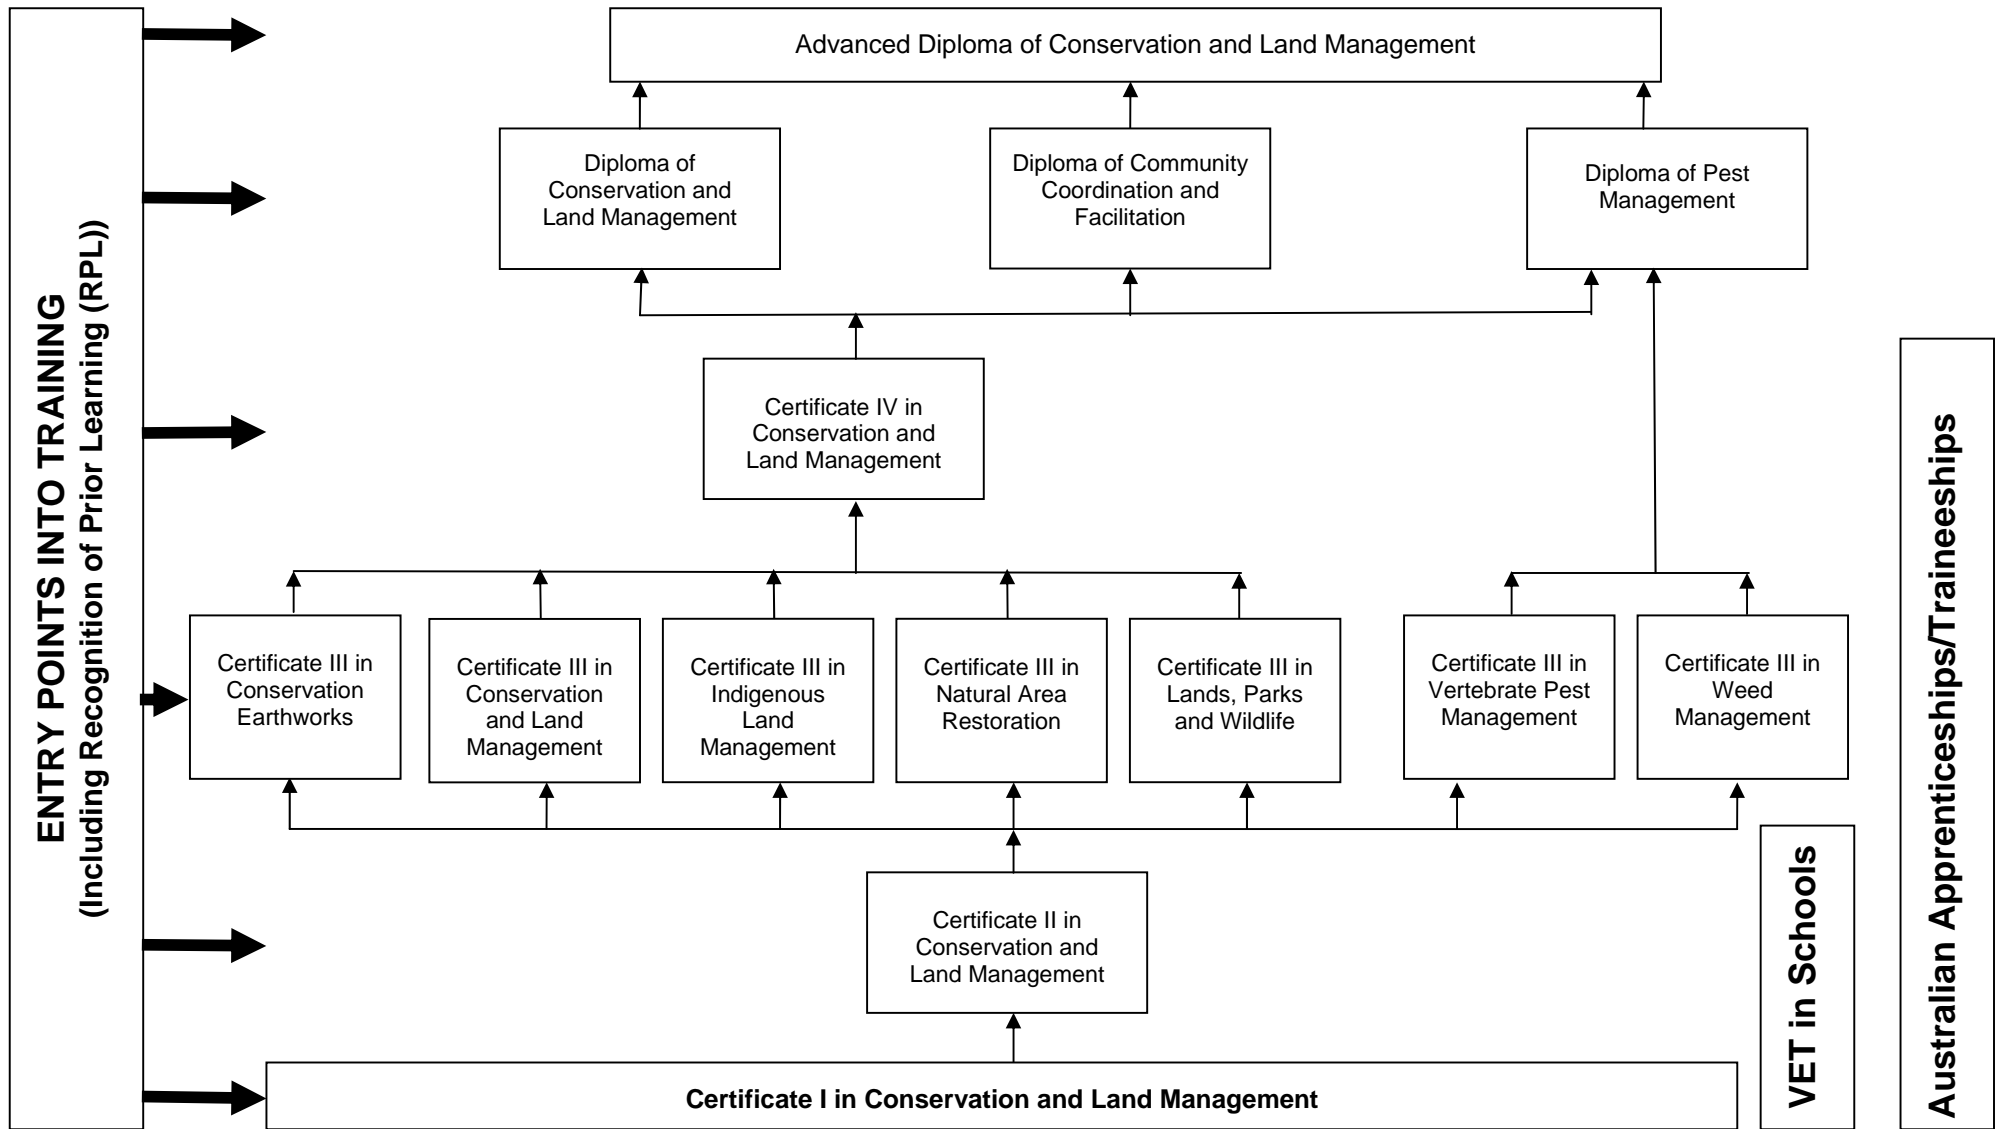 ENTRY POINTS INTO TRAINING
(Including Recognition of Prior Learning (RPL))
Advanced Diploma of Conservation and Land Management
Diploma of
Conservation and
Land Management
Diploma of Community
Coordination and
Facilitation
Diploma of Pest
Management
Certificate IV in
Conservation and
Land Management
Certificate III in
Conservation
Earthworks
Certificate III in
Conservation
and Land
Management
Certificate III in
Indigenous
Land
Management
Certificate III in
Natural Area
Restoration
Certificate III in
Lands, Parks
and Wildlife
Certificate III in
Vertebrate Pest
Management
Certificate III in
Weed
Management
Certificate II in
Conservation and
Land Management
Certificate I in Conservation and Land Management
VET in Schools
Australian Apprenticeships/Traineeships